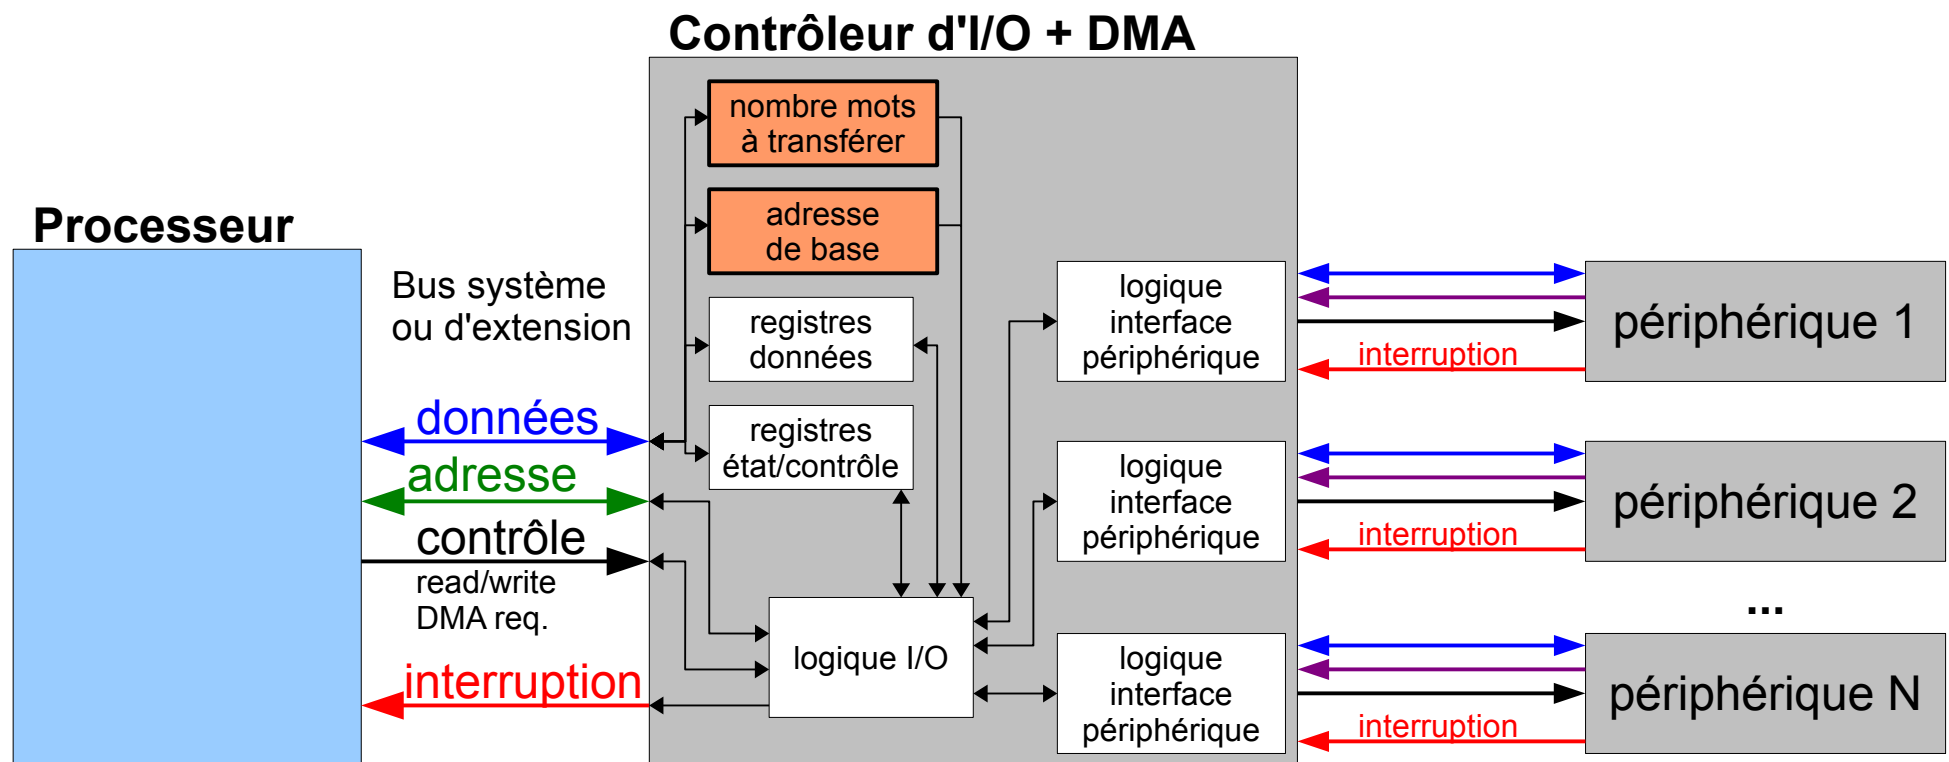 Contrôleur d'I/O + DMA
nombre mots
à transférer
adresse
de base
registres
données
registres
état/contrôle
logique I/O
Processeur
Bus système
ou d'extension
données
adresse
contrôle
read/write
DMA req.
interruption
logique
interface
périphérique
interruption
périphérique 1
logique
interface
périphérique
interruption
périphérique 2
...
logique
interface
périphérique
interruption
périphérique N